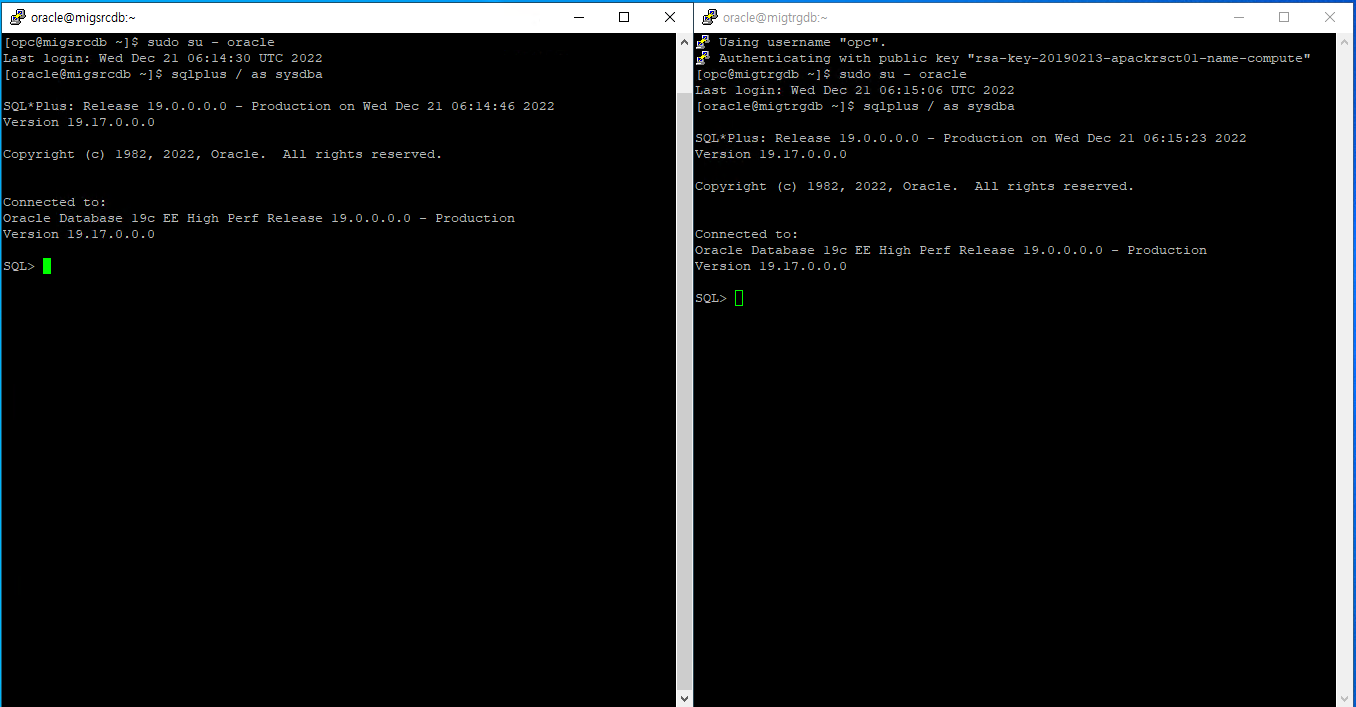 oracle@migsrcdb:~
[opc@migsrcdb ~]$ sudo su - oracle
Last login: Wed Dec 21 06:14:30 UTC 2022
[oracle@migsrcdb ~]$ sqlplus / as sysdba
SQL*Plus: Release 19.0.0.0.0 - Production on Wed Dec 21 06:14:46 2022
Version 19.17.0.0.0
Copyright (c) 1982, 2022, Oracle.  All rights reserved.
Connected to:
Oracle Database 19c EE High Perf Release 19.0.0.0.0 - Production
Version 19.17.0.0.0
SQL>
oracle@migtrgdb:~
Using username "opc".
Authenticating with public key "rsa-key-20190213-apackrsct01-name-compute"
[opc@migtrgdb ~]$ sudo su - oracle
Last login: Wed Dec 21 06:15:06 UTC 2022
[oracle@migtrgdb ~]$ sqlplus / as sysdba
SQL*Plus: Release 19.0.0.0.0 - Production on Wed Dec 21 06:15:23 2022
Version 19.17.0.0.0
Copyright (c) 1982, 2022, Oracle.  All rights reserved.
Connected to:
Oracle Database 19c EE High Perf Release 19.0.0.0.0 - Production
Version 19.17.0.0.0
SQL>